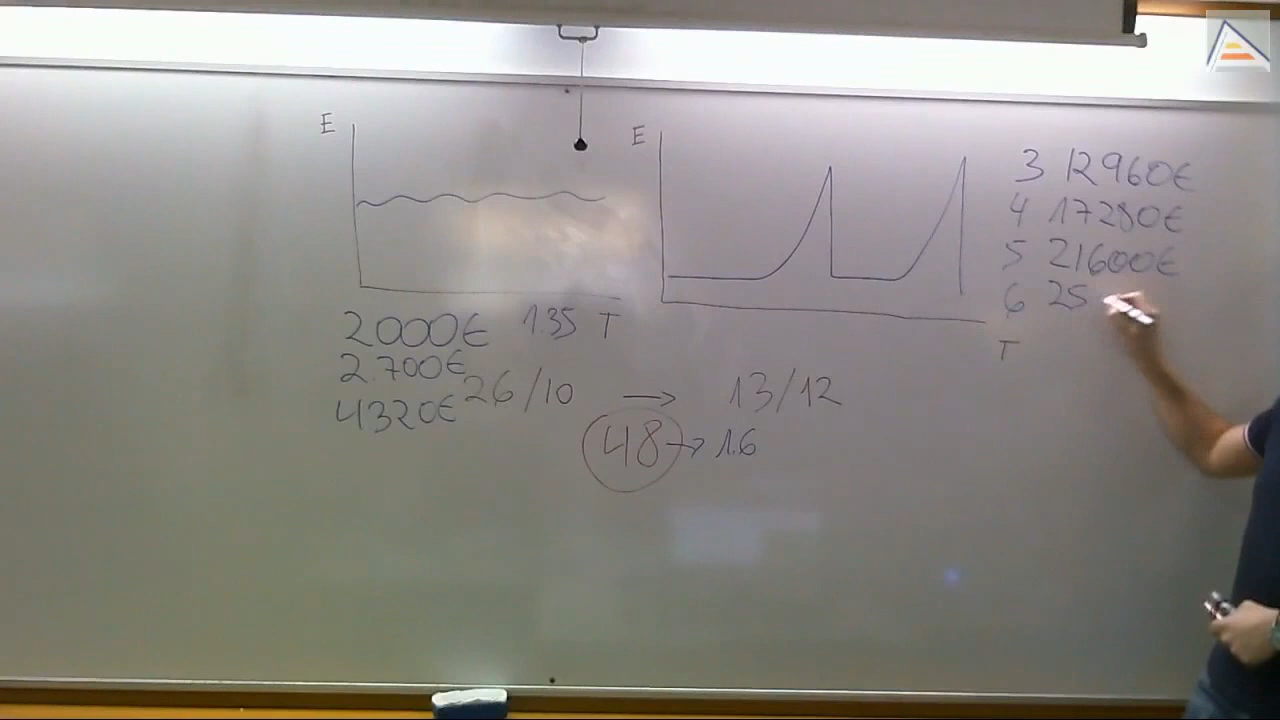 E
E
3 12960€
4 17280€
5 21600€
6 25
2000€ 1.35 T
T
2.700€
26/10 → 13/12
4320€
48 → 1.6